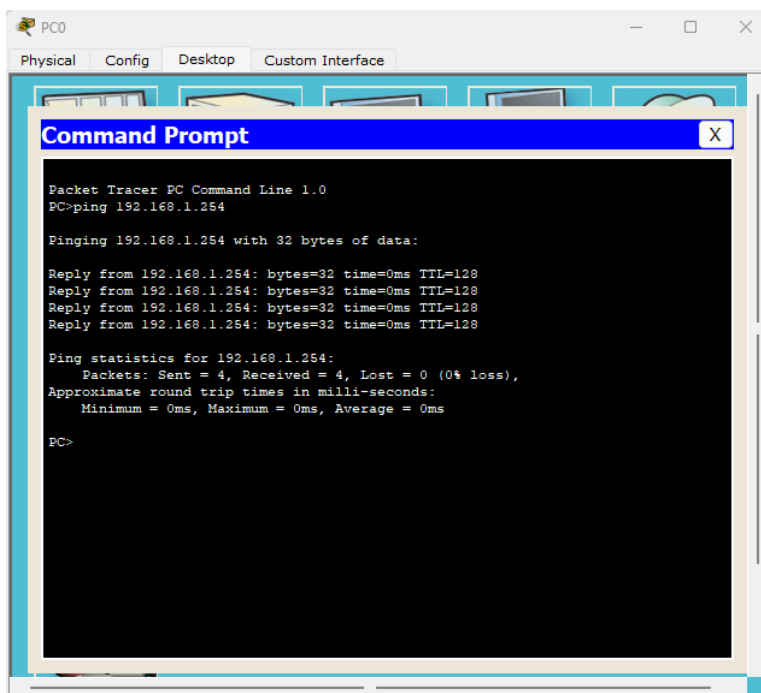 PC0
Physical Config Desktop Custom Interface
Command Prompt
X
Packet Tracer PC Command Line 1.0
PC>ping 192.168.1.254
Pinging 192.168.1.254 with 32 bytes of data:
Reply from 192.168.1.254: bytes=32 time=0ms TTL=128
Reply from 192.168.1.254: bytes=32 time=0ms TTL=128
Reply from 192.168.1.254: bytes=32 time=0ms TTL=128
Reply from 192.168.1.254: bytes=32 time=0ms TTL=128
Ping statistics for 192.168.1.254:
Packets: Sent = 4, Received = 4, Lost = 0 (0% loss),
Approximate round trip times in milli-seconds:
Minimum = 0ms, Maximum = 0ms, Average = 0ms
PC>